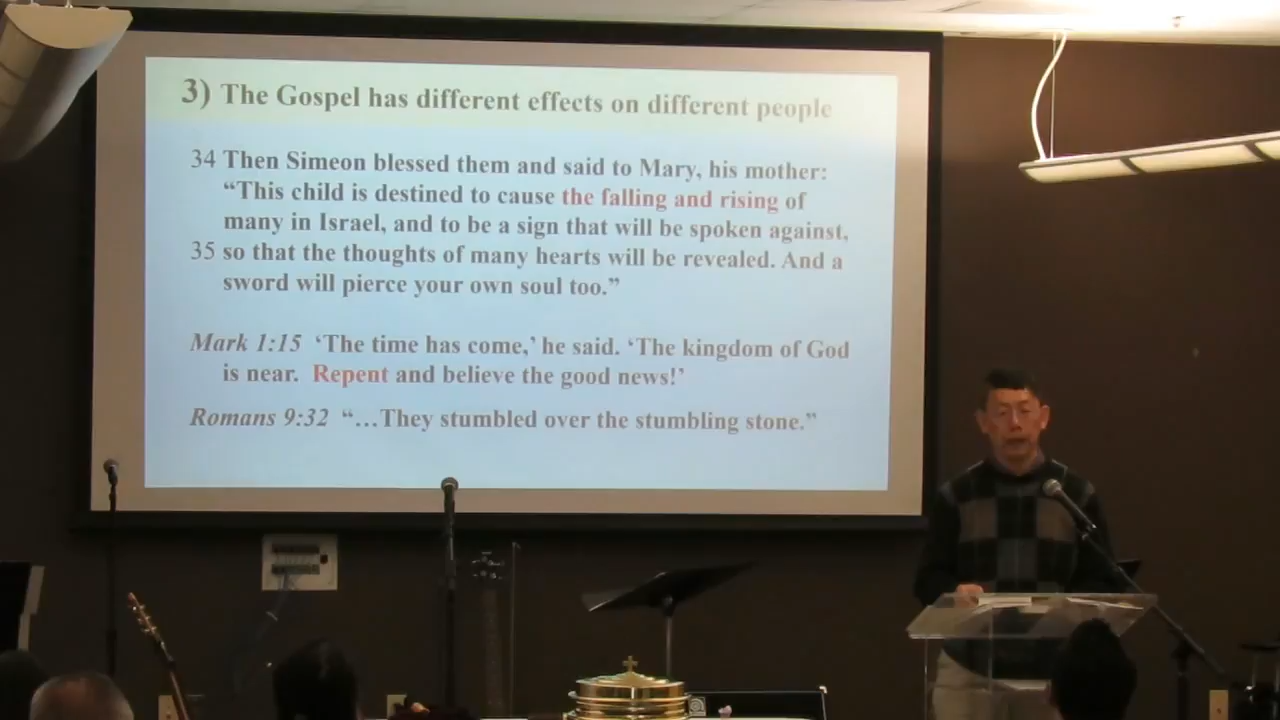 3) The Gospel has different effects on different people
34 Then Simeon blessed them and said to Mary, his mother:
“This child is destined to cause the falling and rising of
many in Israel, and to be a sign that will be spoken against,
35 so that the thoughts of many hearts will be revealed. And a
sword will pierce your own soul too.”
Mark 1:15 ‘The time has come,’ he said. ‘The kingdom of God
is near. Repent and believe the good news!’
Romans 9:32 “…They stumbled over the stumbling stone.”